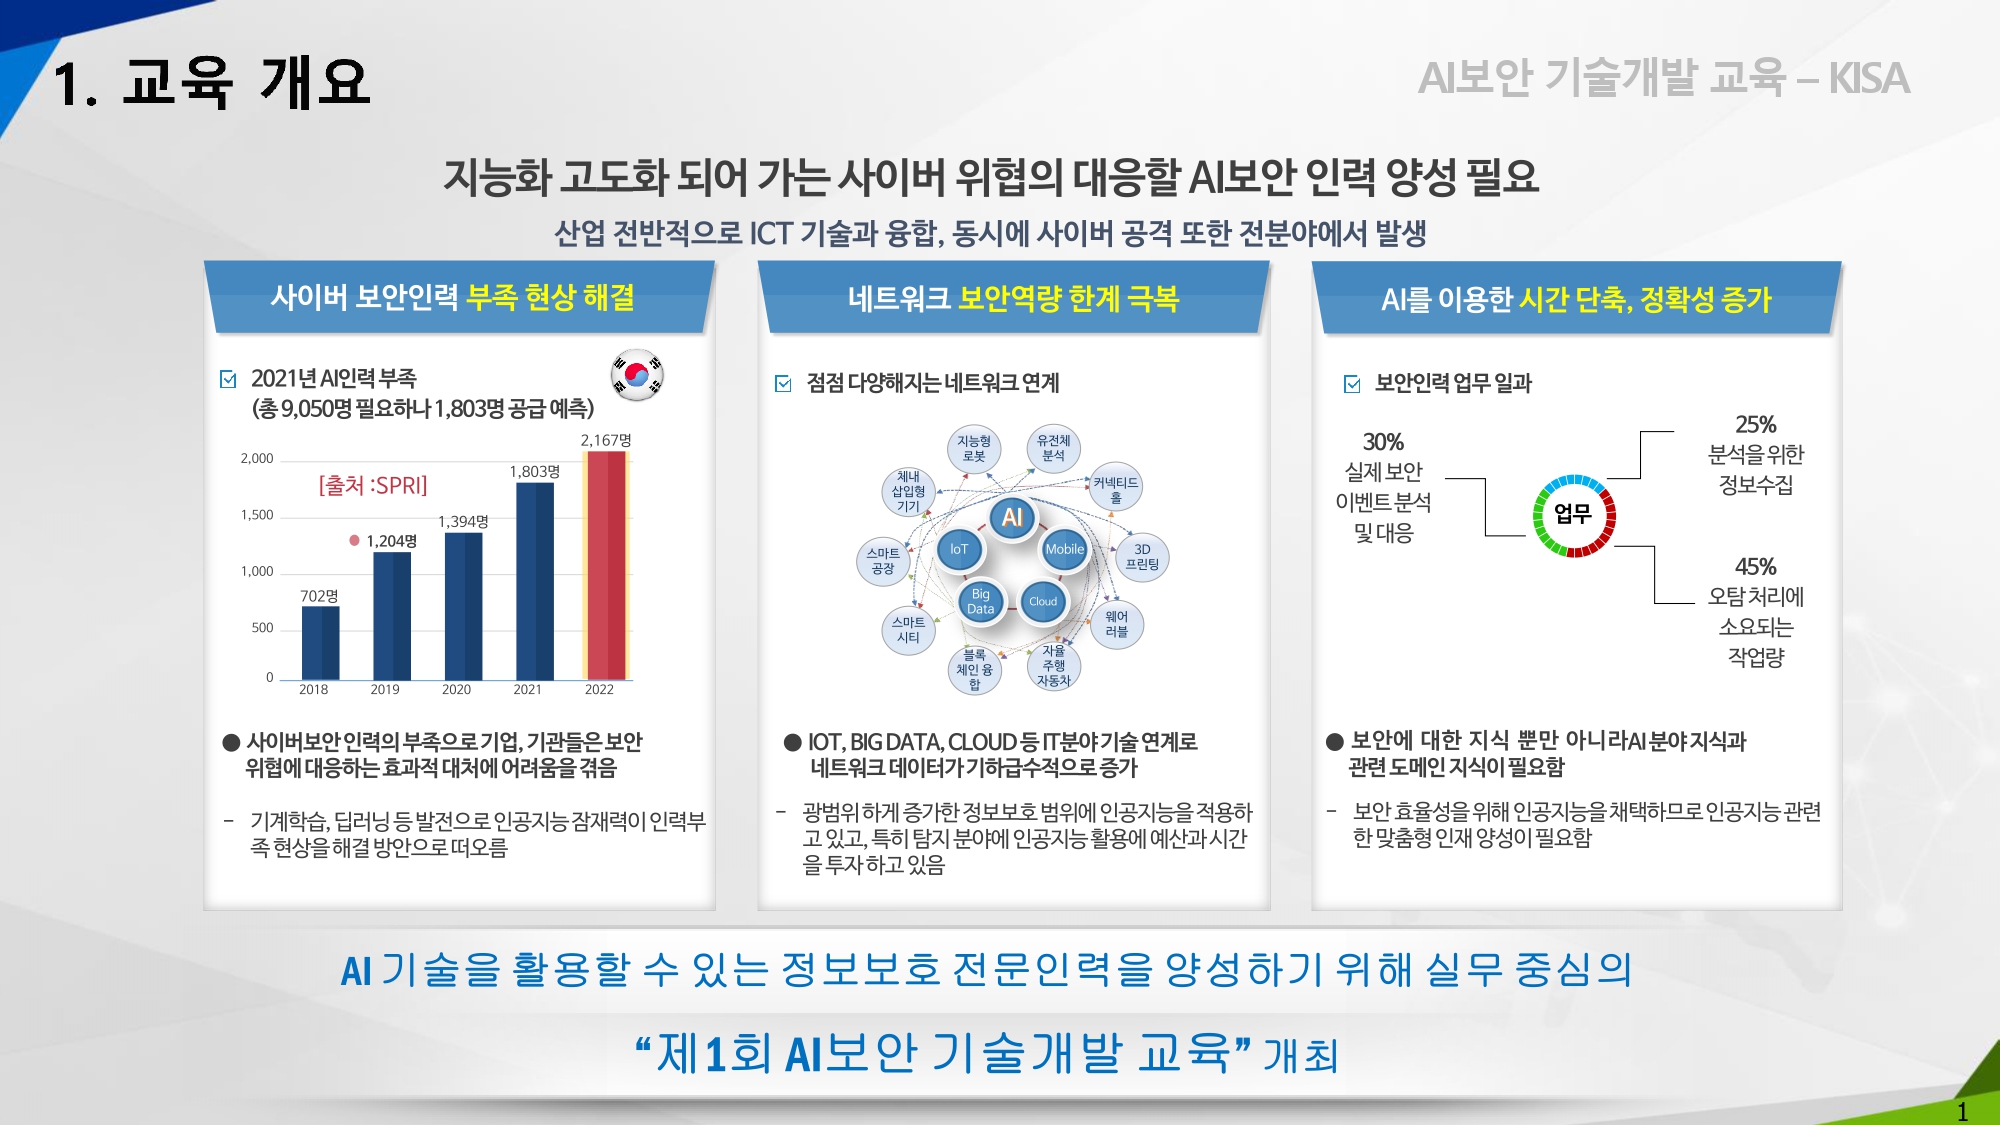 1. 교육 개요
AI보안 기술개발 교육 – KISA
지능화 고도화 되어 가는 사이버 위협의 대응할 AI보안 인력 양성 필요
산업 전반적으로 ICT 기술과 융합, 동시에 사이버 공격 또한 전분야에서 발생
사이버 보안인력 부족 현상 해결
2021년 AI인력 부족
(총 9,050명 필요하나 1,803명 공급 예측)
2,167명
2,000
1,803명
[출처 :SPRI]
1,500
1,394명
1,204명
1,000
702명
500
0
2018
2019
2020
2021
2022
● 사이버보안 인력의 부족으로 기업, 기관들은 보안
위협에 대응하는 효과적 대처에 어려움을 겪음
- 기계학습, 딥러닝 등 발전으로 인공지능 잠재력이 인력부
족 현상을 해결 방안으로 떠오름
네트워크 보안역량 한계 극복
점점 다양해지는 네트워크 연계
지능형
로봇
유전체
분석
체내
삽입형
기기
커넥티드
홀
AI
IoT
Mobile
스마트
공장
3D
프린팅
Big
Data
Cloud
스마트
시티
웨어
러블
블록
체인 융
합
자율
주행
자동차
● IOT, BIG DATA, CLOUD 등 IT분야 기술 연계로
네트워크 데이터가 기하급수적으로 증가
- 광범위 하게 증가한 정보보호 범위에 인공지능을 적용하
고 있고, 특히 탐지 분야에 인공지능 활용에 예산과 시간
을 투자 하고 있음
AI를 이용한 시간 단축, 정확성 증가
보안인력 업무 일과
30%
실제 보안
이벤트 분석
및 대응
업무
25%
분석을 위한
정보수집
45%
오탐 처리에
소요되는
작업량
● 보안에 대한 지식 뿐만 아니라AI 분야 지식과
관련 도메인 지식이 필요함
- 보안 효율성을 위해 인공지능을 채택하므로 인공지능 관련
한 맞춤형 인재 양성이 필요함
AI 기술을 활용할 수 있는 정보보호 전문인력을 양성하기 위해 실무 중심의
“제1회 AI보안 기술개발 교육” 개최
1